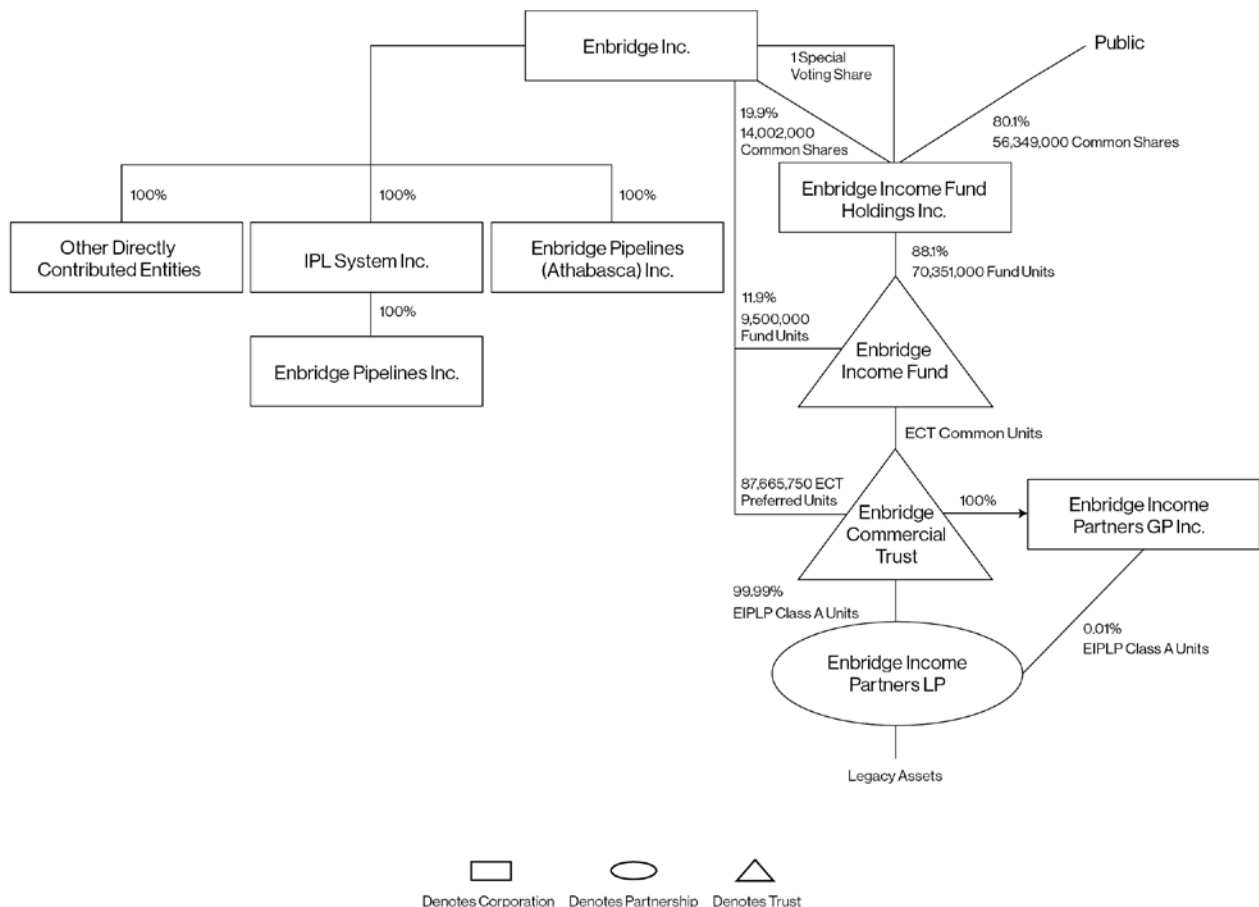 Enbridge Inc.
1 Special
Voting Share
Public
19.9%
14,002,000
Common Shares
80.1%
56,349,000 Common Shares
100%
100%
100%
Enbridge Income Fund
Holdings Inc.
Other Directly
Contributed Entities
IPL System Inc.
Enbridge Pipelines
(Athabasca) Inc.
88.1%
70,351,000 Fund Units
100%
11.9%
9,500,000
Fund Units
Enbridge Pipelines Inc.
Enbridge
Income Fund
ECT Common Units
87,665,750 ECT
Preferred Units
Enbridge
Commercial
Trust
100%
Enbridge Income
Partners GP Inc.
99.99%
EIPLP Class A Units
0.01%
EIPLP Class A Units
Enbridge Income
Partners LP
Legacy Assets
Denotes Corporation
Denotes Partnership
Denotes Trust